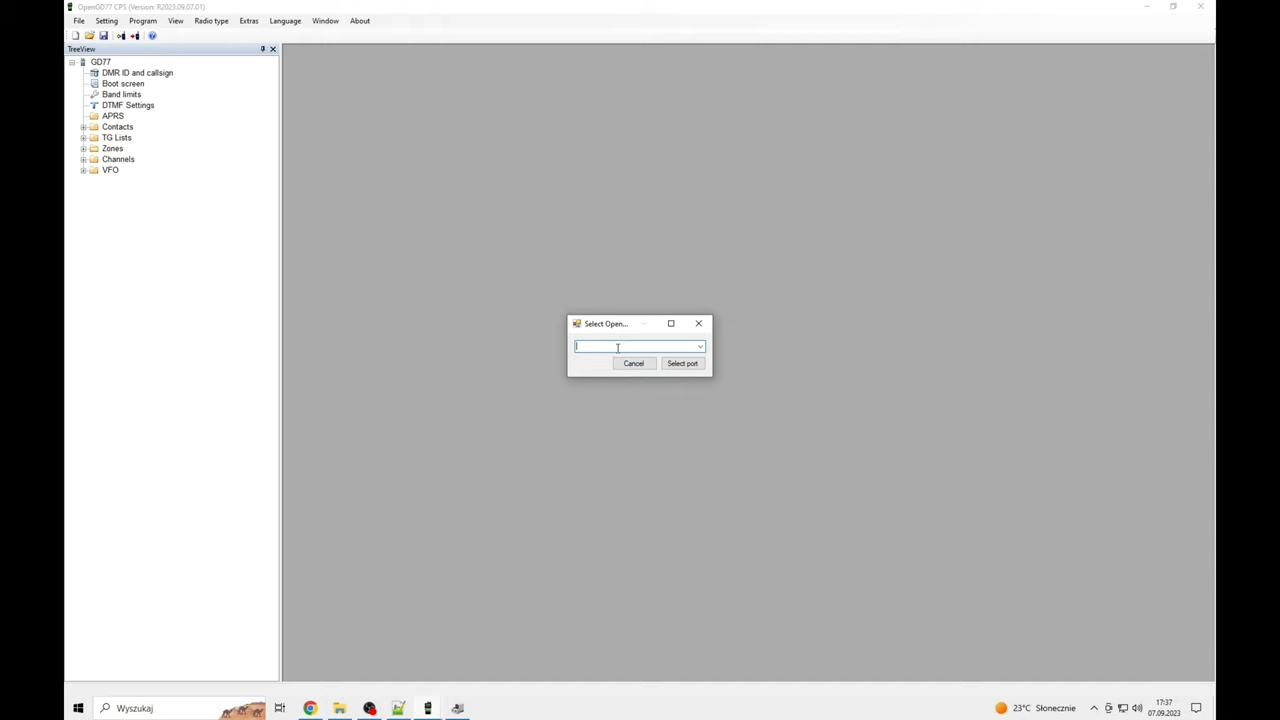 OpenGD77 CPS (Version: R2023.09.07.01)
File Setting Program View Radio type Extras Language Window About
TreeView
GD77
DMR ID and callsign
Boot screen
Band limits
DTMF Settings
APRS
Contacts
TG Lists
Zones
Channels
VFO
Select Open...
Cancel Select port
Wyszukaj
23°C Słonecznie
17:37
07.09.2023